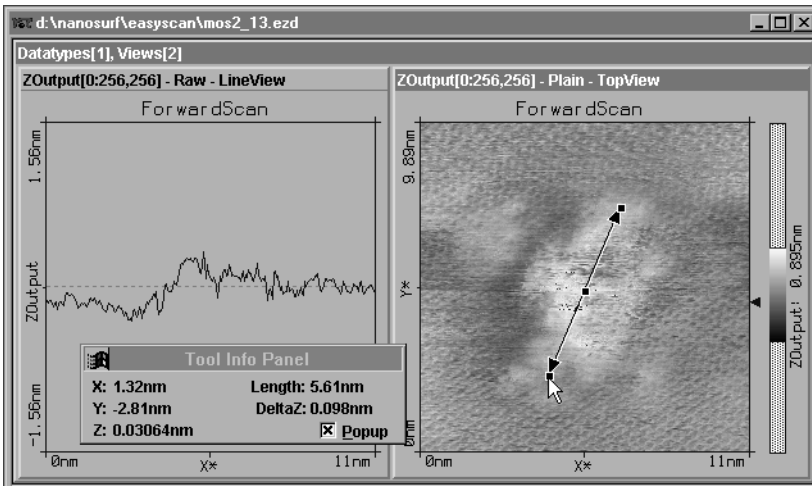 d:\nanosurf\easyscan\mos2_13.ezd
Datatypes[1], Views[2]
ZOutput[0:256,256] - Raw - LineView
ForwardScan
1.56nm
ZOutput
-1.56nm
0nm
X*
11nm
ZOutput[0:256,256] - Plain - TopView
ForwardScan
9.89nm
Y*
0nm
0nm
X*
11nm
ZOutput: 0.895nm
Tool Info Panel
X: 1.32nm Length: 5.61nm
Y: -2.81nm DeltaZ: 0.098nm
Z: 0.03064nm Popup